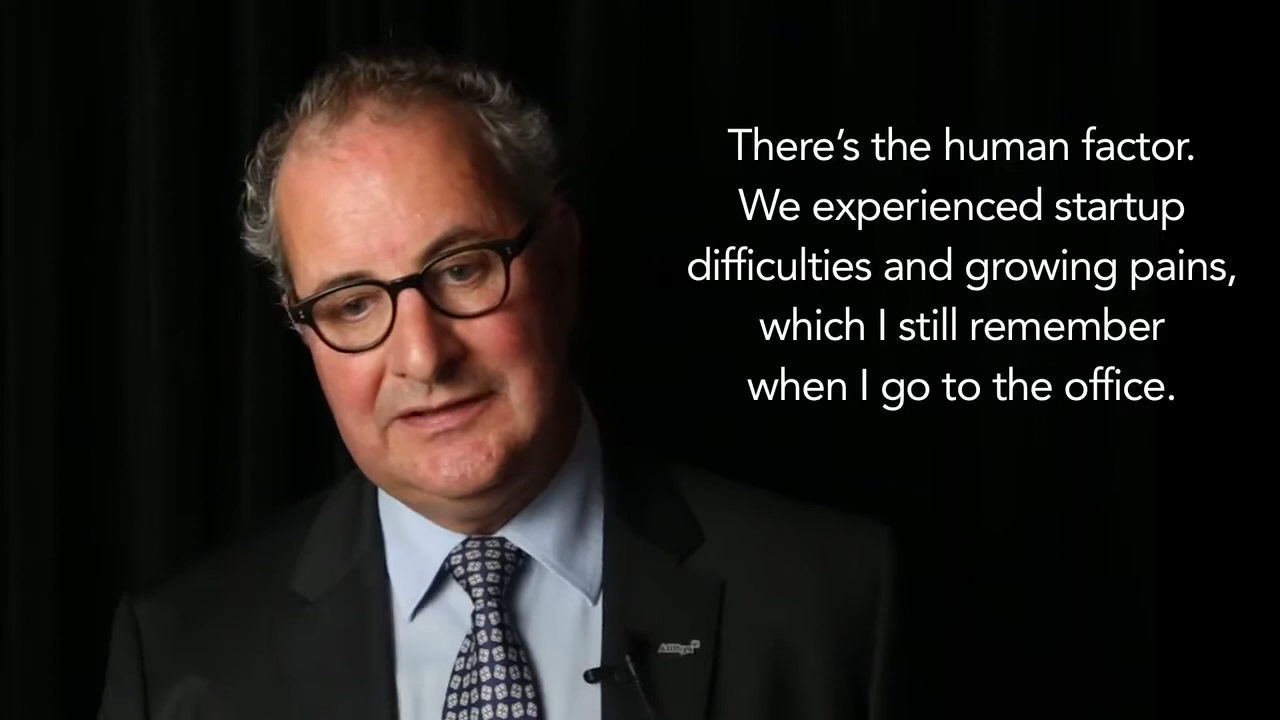 There’s the human factor.
We experienced startup
difficulties and growing pains,
which I still remember
when I go to the office.